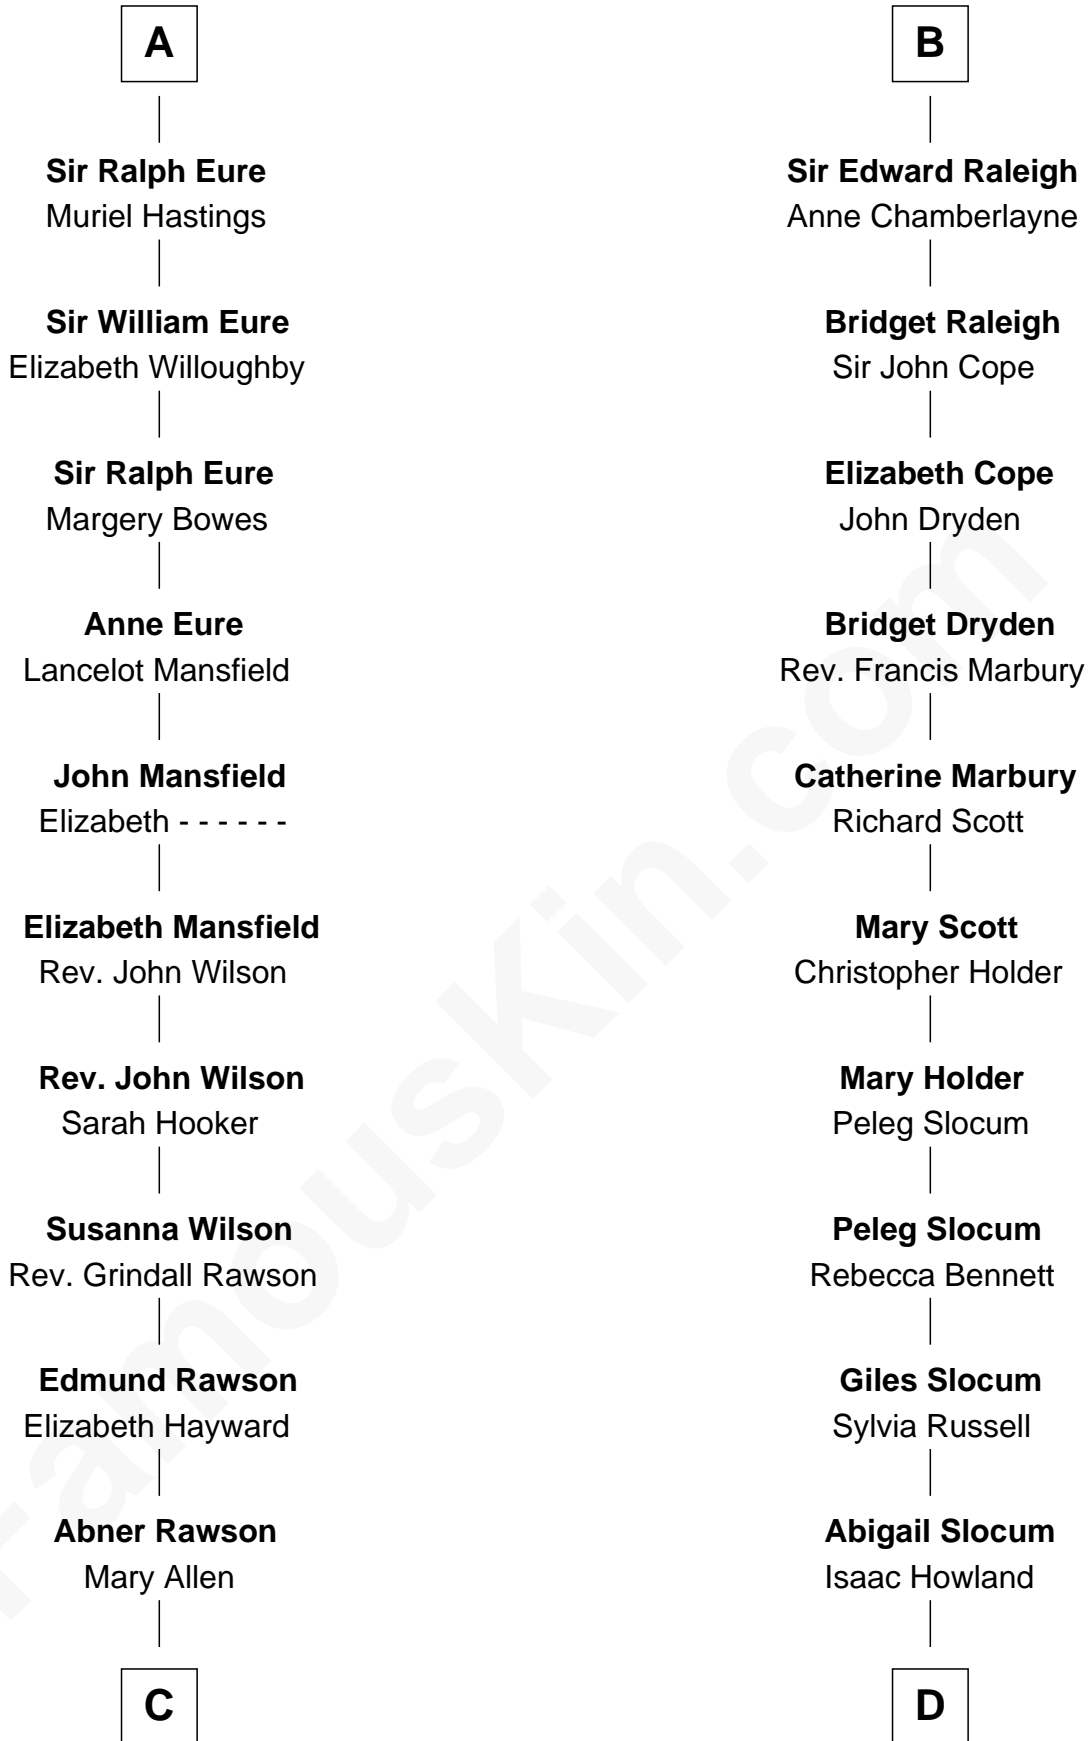 A
Sir Ralph Eure
Muriel Hastings
Sir William Eure
Elizabeth Willoughby
Sir Ralph Eure
Margery Bowes
Anne Eure
Lancelot Mansfield
John Mansfield
Elizabeth - - - - - -
Elizabeth Mansfield
Rev. John Wilson
Rev. John Wilson
Sarah Hooker
Susanna Wilson
Rev. Grindall Rawson
Edmund Rawson
Elizabeth Hayward
Abner Rawson
Mary Allen
C
B
Sir Edward Raleigh
Anne Chamberlayne
Bridget Raleigh
Sir John Cope
Elizabeth Cope
John Dryden
Bridget Dryden
Rev. Francis Marbury
Catherine Marbury
Richard Scott
Mary Scott
Christopher Holder
Mary Holder
Peleg Slocum
Peleg Slocum
Rebecca Bennett
Giles Slocum
Sylvia Russell
Abigail Slocum
Isaac Howland
D
FamousKin.com